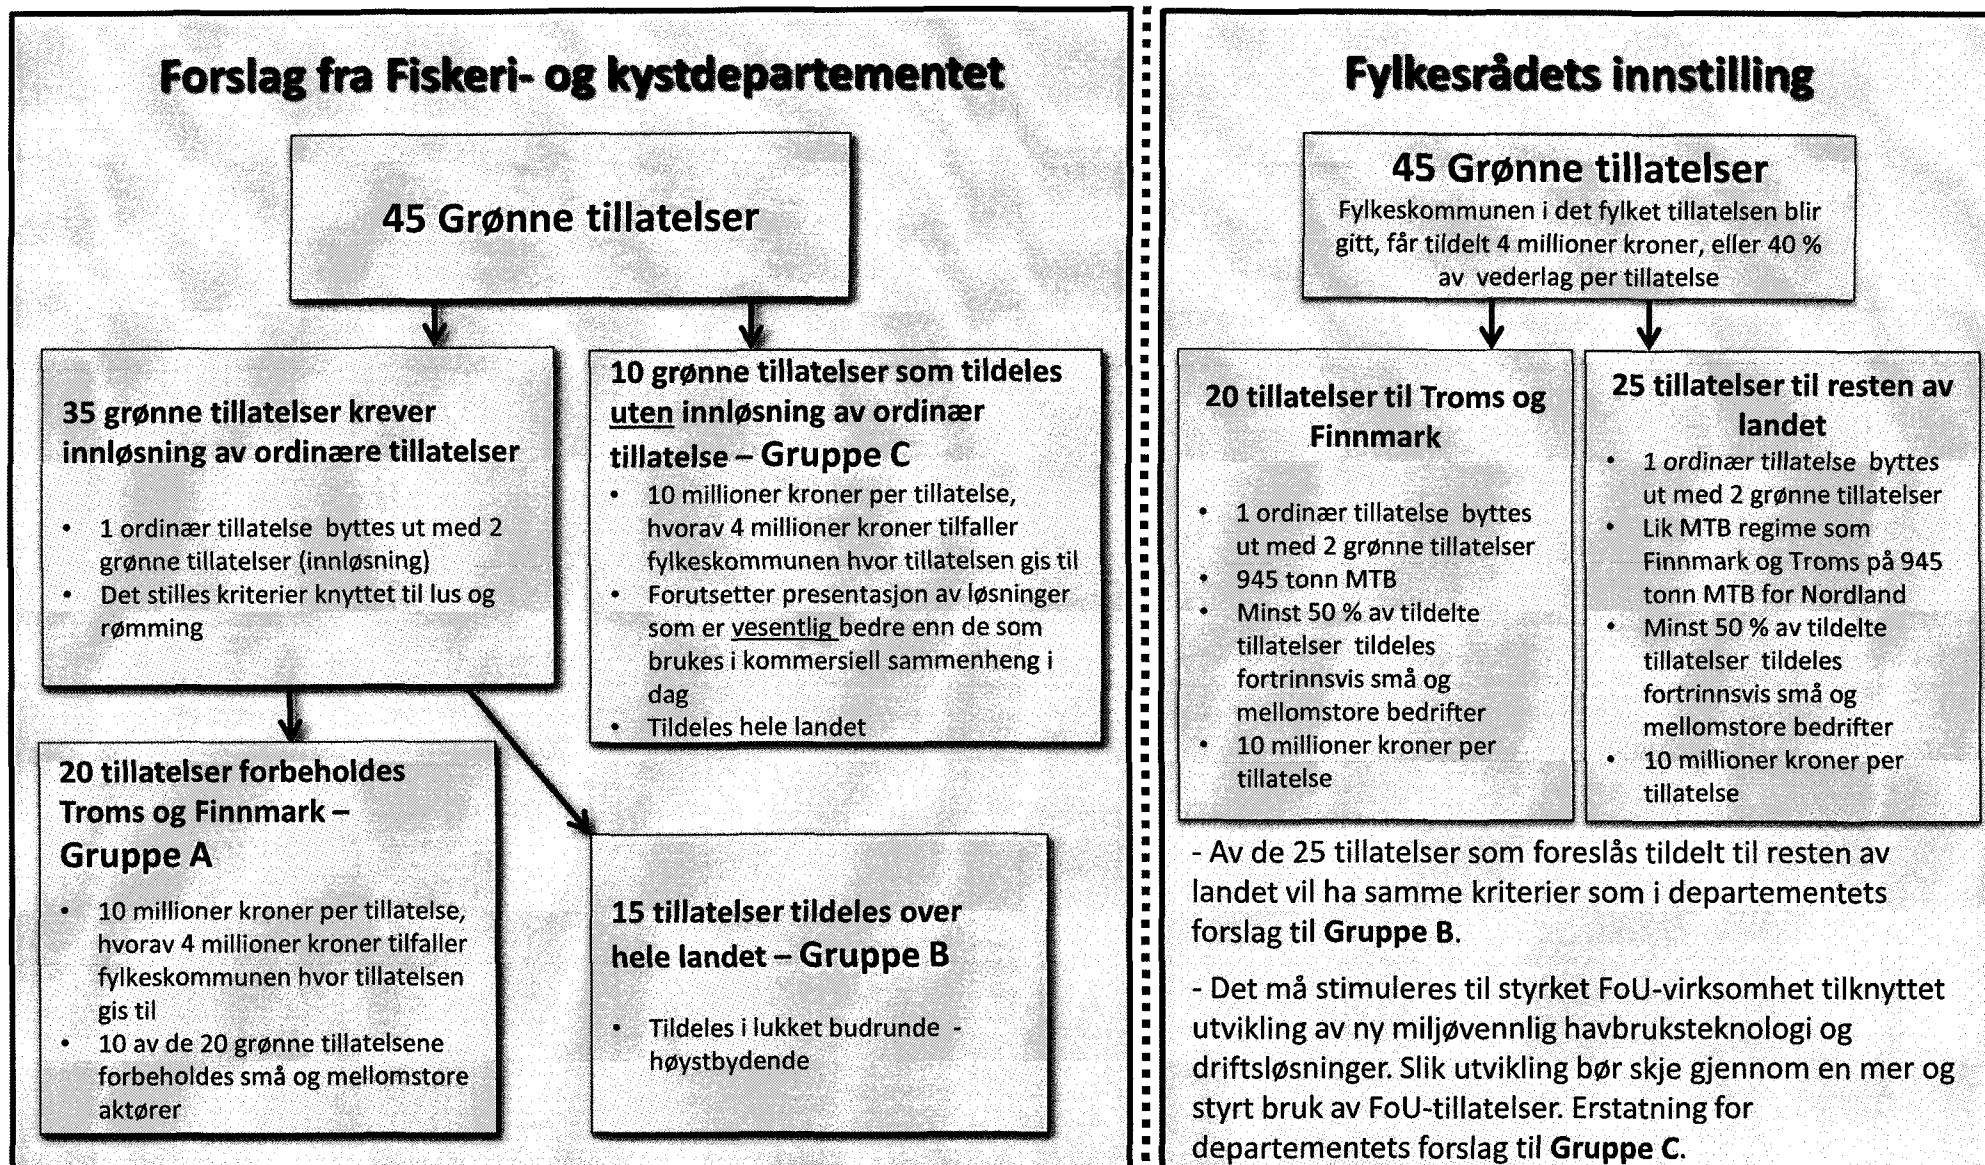 Forslag fra Fiskeri- og kystdepartementet
45 Grønne tillatelser
35 grønne tillatelser krever
innløsning av ordinære tillatelser
• 1 ordinær tillatelse byttes ut med 2
grønne tillatelser (innløsning)
• Det stilles kriterier knyttet til lus og
rømming
10 grønne tillatelser som tildeles
uten innløsning av ordinær
tillatelse – Gruppe C
• 10 millioner kroner per tillatelse,
hvorav 4 millioner kroner tilfaller
fylkeskommunen hvor tillatelsen gis til
• Forutsetter presentasjon av løsninger
som er vesentlig bedre enn de som
brukes i kommersiell sammenheng i
dag
• Tildeles hele landet
20 tillatelser forbeholdes
Troms og Finnmark –
Gruppe A
• 10 millioner kroner per tillatelse,
hvorav 4 millioner kroner tilfaller
fylkeskommunen hvor tillatelsen
gis til
• 10 av de 20 grønne tillatelsene
forbeholdes små og mellomstore
aktører
15 tillatelser tildeles over
hele landet – Gruppe B
• Tildeles i lukket budrunde -
høystbydende
Fylkesrådets innstilling
45 Grønne tillatelser
Fylkeskommunen i det fylket tillatelsen blir
gitt, får tildelt 4 millioner kroner, eller 40 %
av vederlag per tillatelse
20 tillatelser til Troms og
Finnmark
• 1 ordinær tillatelse byttes
ut med 2 grønne tillatelser
• 945 tonn MTB
• Minst 50 % av tildelte
tillatelser tildeles
fortrinnsvis små og
mellomstore bedrifter
• 10 millioner kroner per
tillatelse
25 tillatelser til resten av
landet
• 1 ordinær tillatelse byttes
ut med 2 grønne tillatelser
• Lik MTB regime som
Finnmark og Troms på 945
tonn MTB for Nordland
• Minst 50 % av tildelte
tillatelser tildeles
fortrinnsvis små og
mellomstore bedrifter
• 10 millioner kroner per
tillatelse
- Av de 25 tillatelser som foreslås tildelt til resten av
landet vil ha samme kriterier som i departementets
forslag til Gruppe B.
- Det må stimuleres til styrket FoU-virksomhet tilknyttet
utvikling av ny miljøvennlig havbruksteknologi og
driftsløsninger. Slik utvikling bør skje gjennom en mer og
styrt bruk av FoU-tillatelser. Erstatning for
departementets forslag til Gruppe C.